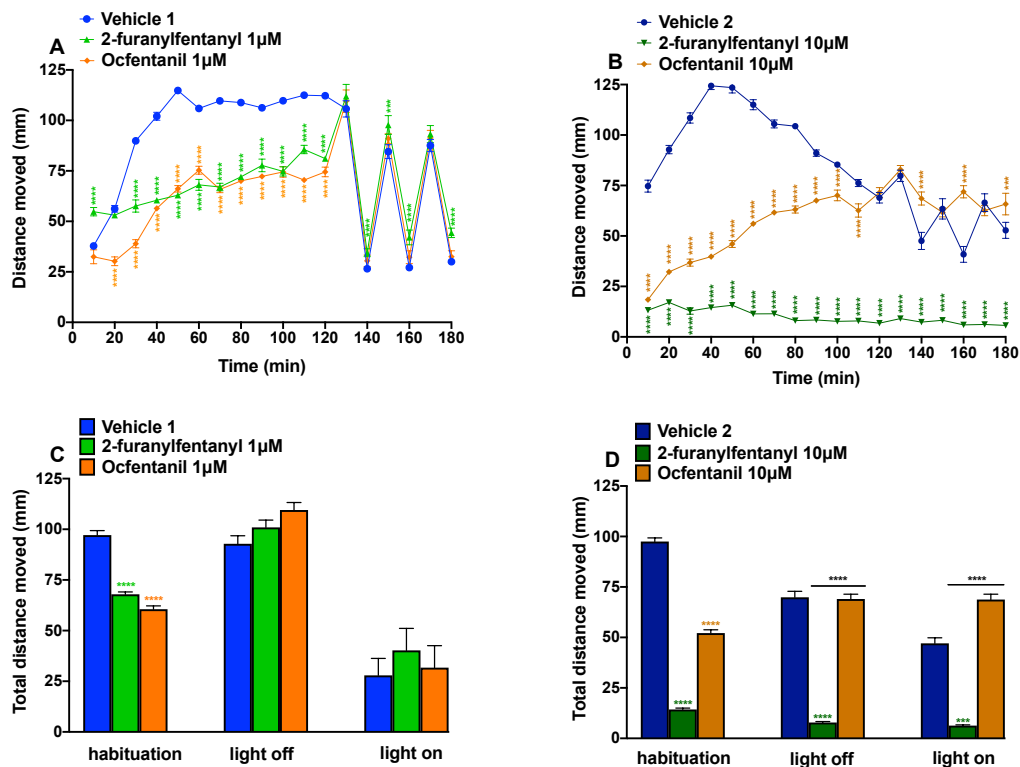 A
Vehicle 1
2-furanylfentanyl 1µM
Ocfentanil 1µM
Distance moved (mm)
125
100
75
50
25
0
0 20 40 60 80 100 120 140 160 180
Time (min)
B
Vehicle 2
2-furanylfentanyl 10µM
Ocfentanil 10µM
Distance moved (mm)
125
100
75
50
25
0
0 20 40 60 80 100 120 140 160 180
Time (min)
C
Vehicle 1
2-furanylfentanyl 1µM
Ocfentanil 1µM
Total distance moved (mm)
125
100
75
50
25
0
**** ****
habituation light off light on
D
Vehicle 2
2-furanylfentanyl 10µM
Ocfentanil 10µM
Total distance moved (mm)
125
100
75
50
25
0
**** ****
**** ****
**** ***
habituation light off light on